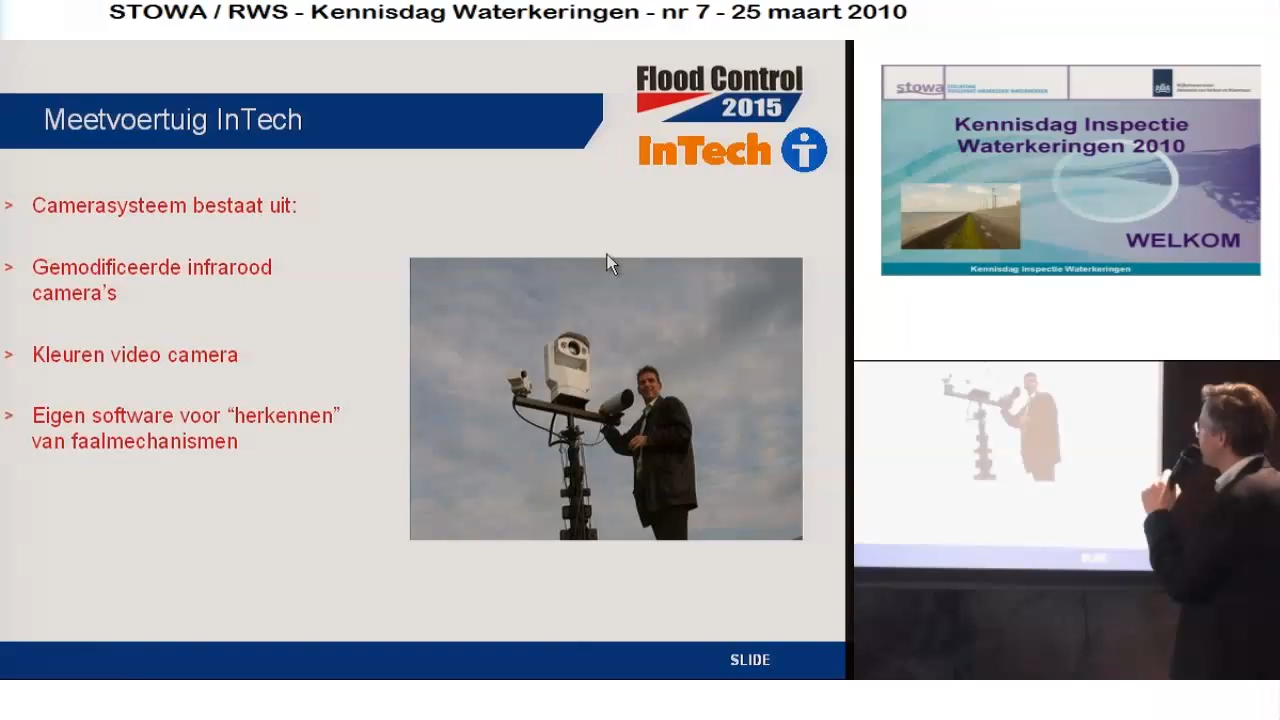 STOWA / RWS - Kennisdag Waterkeringen - nr 7 - 25 maart 2010
Meetvoertuig InTech
Flood Control
2015
InTech
> Camerasysteem bestaat uit:
> Gemodificeerde infrarood
camera's
> Kleuren video camera
> Eigen software voor “herkennen”
van faalmechanismen
SLIDE
stowa
Kennisdag Inspectie
Waterkeringen 2010
WELKOM
Kennisdag Inspectie Waterkeringen
SLIDE